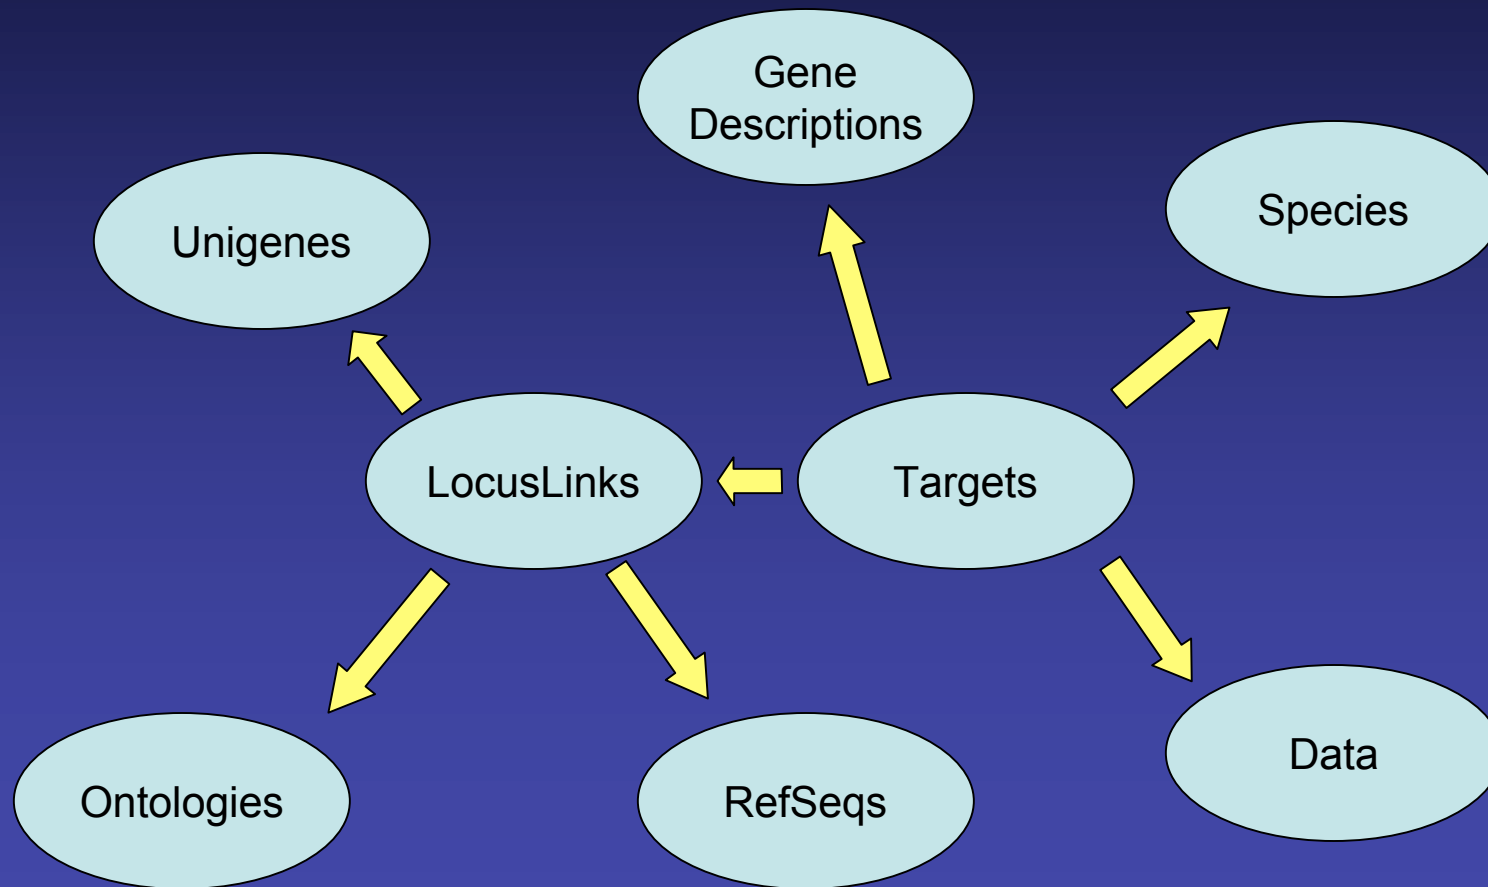 Gene
Descriptions
Species
Unigenes
LocusLinks
Targets
Data
Ontologies
RefSeqs